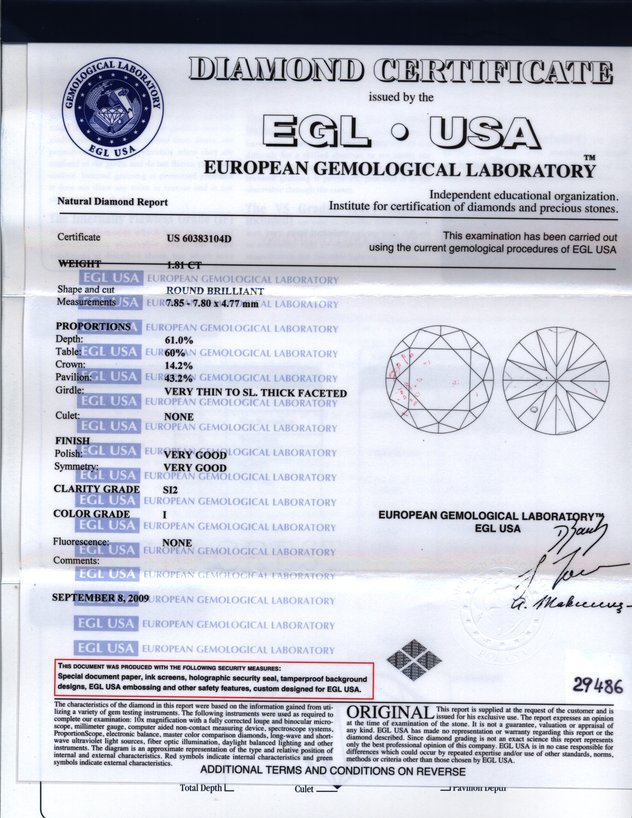 GEMOLOGICAL LABORATORY
EGL USA
DIAMOND CERTIFICATE
issued by the
EGL • USA
EUROPEAN GEMOLOGICAL LABORATORY™
Natural Diamond Report
Independent educational organization.
Institute for certification of diamonds and precious stones.
Certificate US 60383104D
This examination has been carried out
using the current gemological procedures of EGL USA
WEIGHT 1.81 CT
EGL USA EUROPEAN GEMOLOGICAL LABORATORY
Shape and cut ROUND BRILLIANT
Measurements 7.85 - 7.80 x 4.77 mm
PROPORTIONS
Depth: 61.0%
Table: 60%
Crown: 14.2%
Pavilion: 43.2%
Girdle: VERY THIN TO SL. THICK FACETED
Culet: NONE
FINISH
Polish: VERY GOOD
Symmetry: VERY GOOD
CLARITY GRADE SI2
COLOR GRADE I
EUROPEAN GEMOLOGICAL LABORATORY™
EGL USA
Fluorescence: NONE
Comments:
SEPTEMBER 8, 2009
THIS DOCUMENT WAS PRODUCED WITH THE FOLLOWING SECURITY MEASURES:
Special document paper, ink screens, holographic security seal, tamperproof background
designs, EGL USA embossing and other safety features, custom designed for EGL USA.
29486
The characteristics of the diamond in this report were based on the information gained from uti-
lizing a variety of gem testing instruments. The following instruments were used as required to
complete our examination: 10x magnification with a fully corrected loupe and binocular micro-
scope, millimeter gauge, computer aided non-contact measuring device, spectroscope systems,
ProportionScope, electronic balance, master color comparison diamonds, long-wave and short-
wave ultraviolet light sources, fiber optic illumination, daylight balanced lighting and other
instruments. The diagram is an approximate representation of the type and relative position of
internal and external characteristics. Red symbols indicate internal characteristics and green
symbols indicate external characteristics.
ORIGINAL This report is supplied at the request of the customer and is
issued for his exclusive use. The report expresses an opinion
at the time of examination of the stone. It is not a guarantee, valuation or appraisal of
any kind. EGL USA has made no representation or warranty regarding this report or the
diamond described. Since diamond grading is not an exact science this report represents
only the best professional opinion of this company. EGL USA is in no case responsible for
differences which could occur by repeated expertise and/or use of other standards, norms,
methods or criteria other than those chosen by EGL USA.
ADDITIONAL TERMS AND CONDITIONS ON REVERSE
Total Depth Culet Pavilion Depth